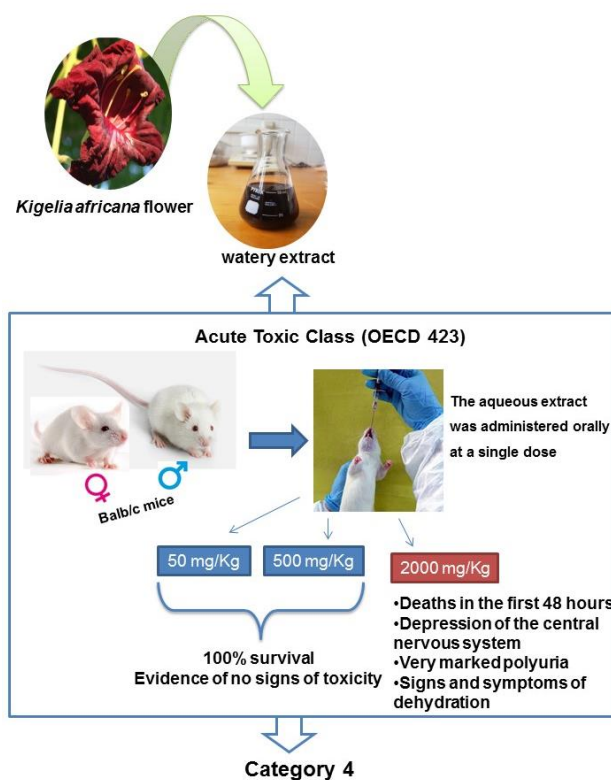 Kigelia africana flower
watery extract
Acute Toxic Class (OECD 423)
Balb/c mice
The aqueous extract
was administered orally
at a single dose
50 mg/Kg
500 mg/Kg
2000 mg/Kg
100% survival
Evidence of no signs of toxicity
•Deaths in the first 48 hours
•Depression of the central
nervous system
•Very marked polyuria
•Signs and symptoms of
dehydration
Category 4